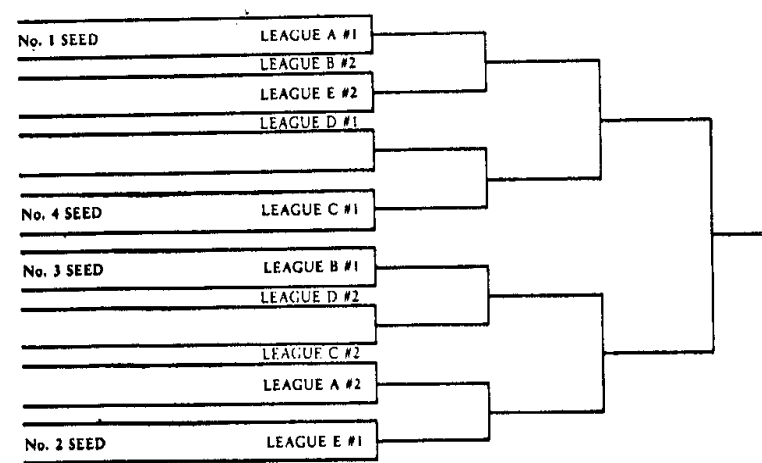 No. 1 SEED LEAGUE A #1
LEAGUE B #2
LEAGUE E #2
LEAGUE D #1
No. 4 SEED LEAGUE C #1
No. 3 SEED LEAGUE B #1
LEAGUE D #2
LEAGUE C #2
LEAGUE A #2
No. 2 SEED LEAGUE E #1